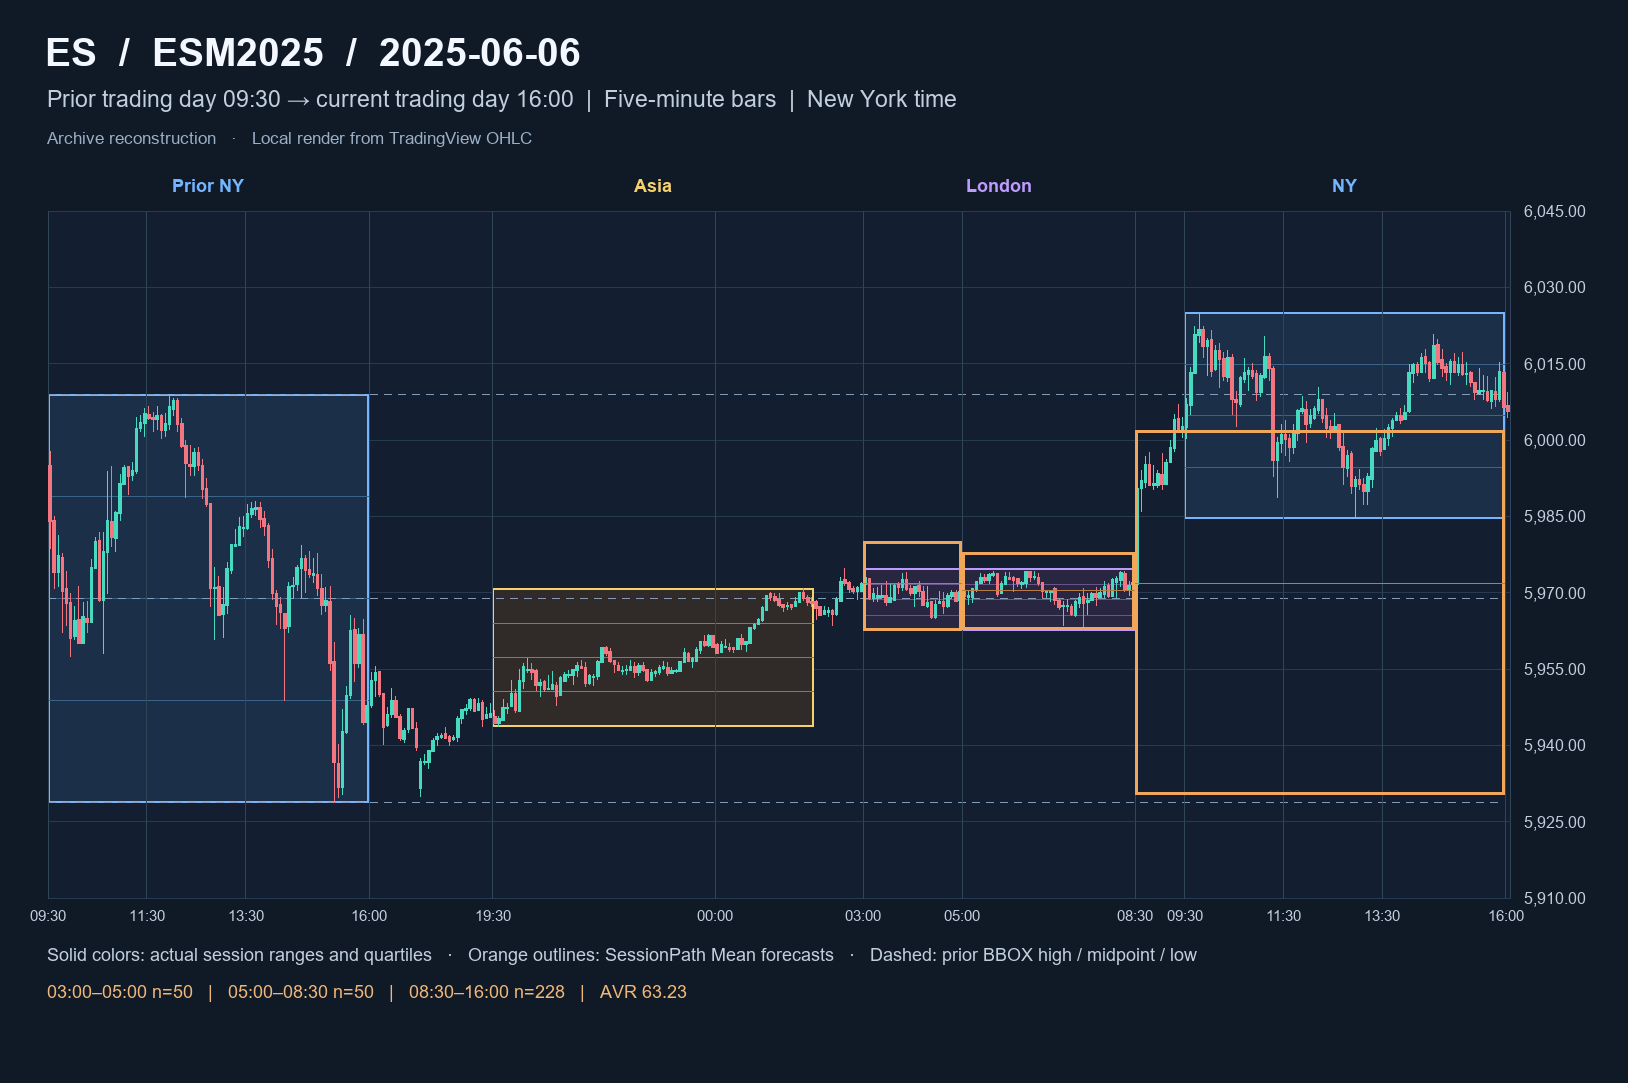 ES / ESM2025 / 2025-06-06
Prior trading day 09:30 → current trading day 16:00 | Five-minute bars | New York time
Archive reconstruction · Local render from TradingView OHLC
Prior NY Asia London NY
6,045.00
6,030.00
6,015.00
6,000.00
5,985.00
5,970.00
5,955.00
5,940.00
5,925.00
5,910.00
09:30 11:30 13:30 16:00 19:30 00:00 03:00 05:00 08:30 09:30 11:30 13:30 16:00
Solid colors: actual session ranges and quartiles · Orange outlines: SessionPath Mean forecasts · Dashed: prior BBOX high / midpoint / low
03:00–05:00 n=50 | 05:00–08:30 n=50 | 08:30–16:00 n=228 | AVR 63.23